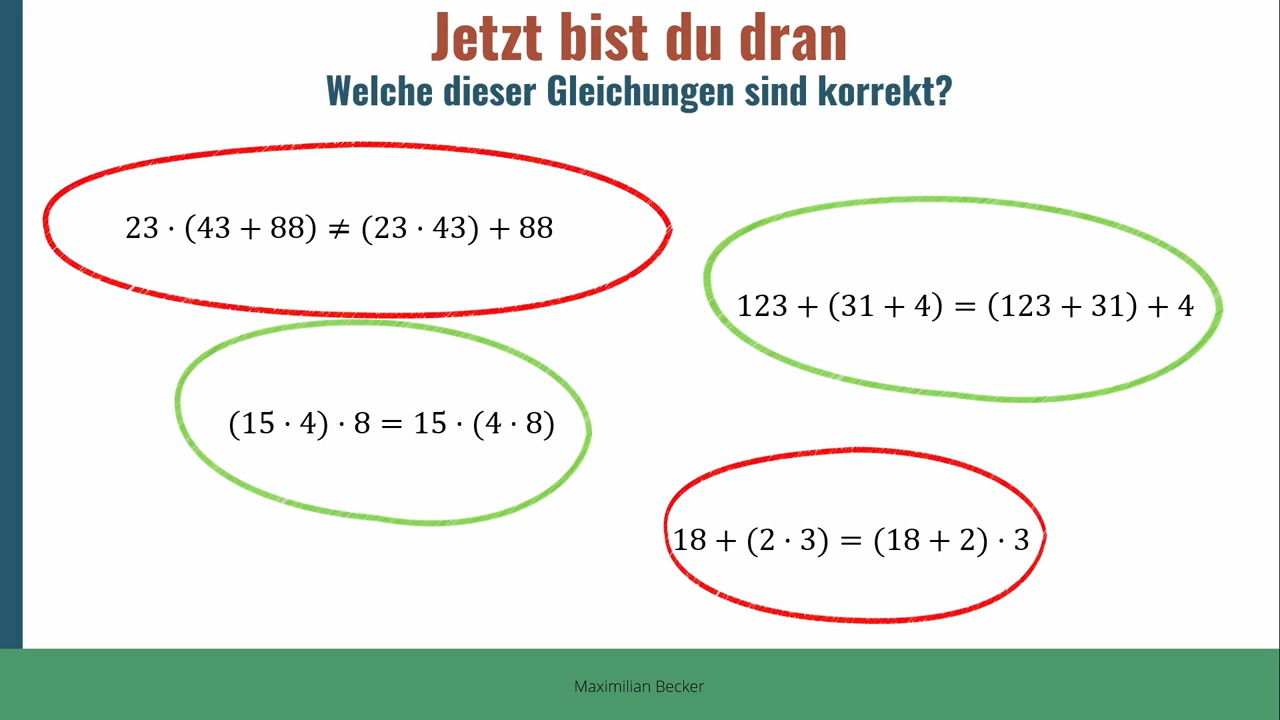 Jetzt bist du dran
Welche dieser Gleichungen sind korrekt?
23 · (43 + 88) ≠ (23 · 43) + 88
123 + (31 + 4) = (123 + 31) + 4
(15 · 4) · 8 = 15 · (4 · 8)
18 + (2 · 3) = (18 + 2) · 3
Maximilian Becker